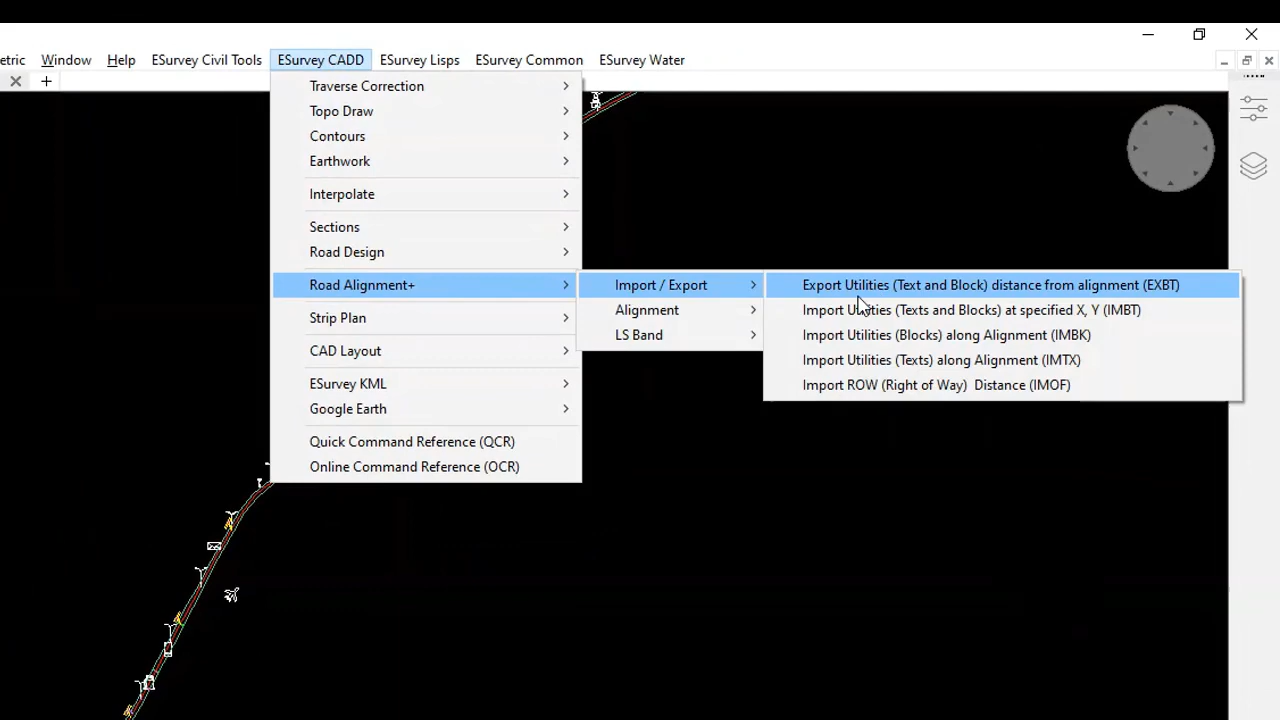 etric Window Help ESurvey Civil Tools ESurvey CADD ESurvey Lisps ESurvey Common ESurvey Water
Traverse Correction
Topo Draw
Contours
Earthwork
Interpolate
Sections
Road Design
Road Alignment+
Strip Plan
CAD Layout
ESurvey KML
Google Earth
Quick Command Reference (QCR)
Online Command Reference (OCR)
Import / Export
Alignment
LS Band
Export Utilities (Text and Block) distance from alignment (EXBT)
Import Utilities (Texts and Blocks) at specified X, Y (IMBT)
Import Utilities (Blocks) along Alignment (IMBK)
Import Utilities (Texts) along Alignment (IMTX)
Import ROW (Right of Way) Distance (IMOF)